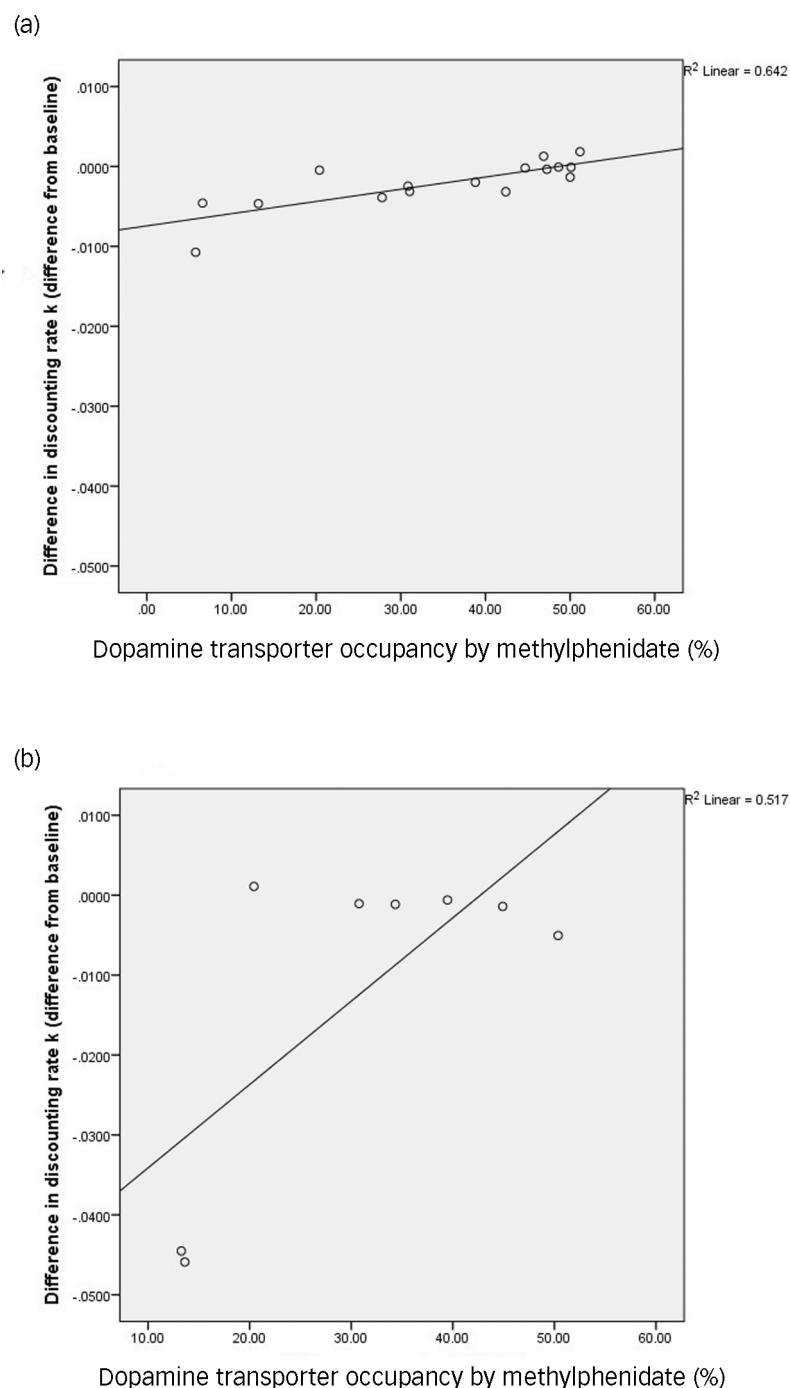 (a)
R2 Linear = 0.642
Difference in discounting rate k (difference from baseline)
.0100
.0000
-.0100
-.0200
-.0300
-.0400
-.0500
.00 10.00 20.00 30.00 40.00 50.00 60.00
Dopamine transporter occupancy by methylphenidate (%)
(b)
R2 Linear = 0.517
Difference in discounting rate k (difference from baseline)
.0100
.0000
-.0100
-.0200
-.0300
-.0400
-.0500
10.00 20.00 30.00 40.00 50.00 60.00
Dopamine transporter occupancy by methylphenidate (%)